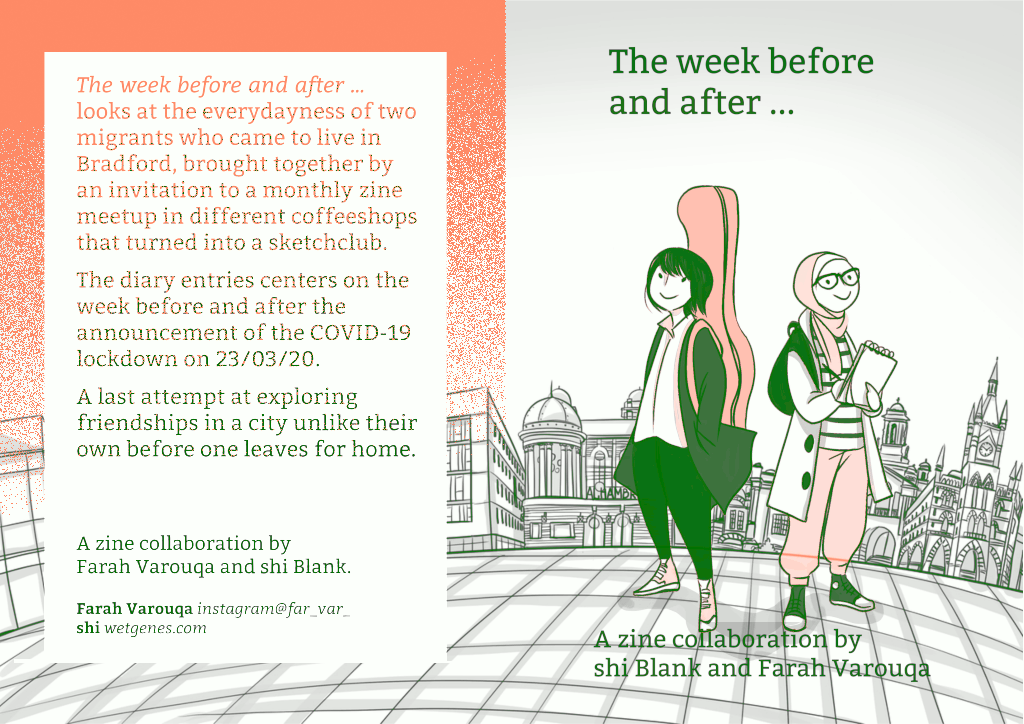 The week before and after ...
looks at the everydayness of two
migrants who came to live in
Bradford, brought together by
an invitation to a monthly zine
meetup in different coffeeshops
that turned into a sketchclub.
The diary entries centers on the
week before and after the
announcement of the COVID-19
lockdown on 23/03/20.
A last attempt at exploring
friendships in a city unlike their
own before one leaves for home.
A zine collaboration by
Farah Varouqa and shi Blank.
Farah Varouqa instagram@far_var_
shi wetgenes.com
The week before
and after ...
ALHAMBRA
A zine collaboration by
shi Blank and Farah Varouqa